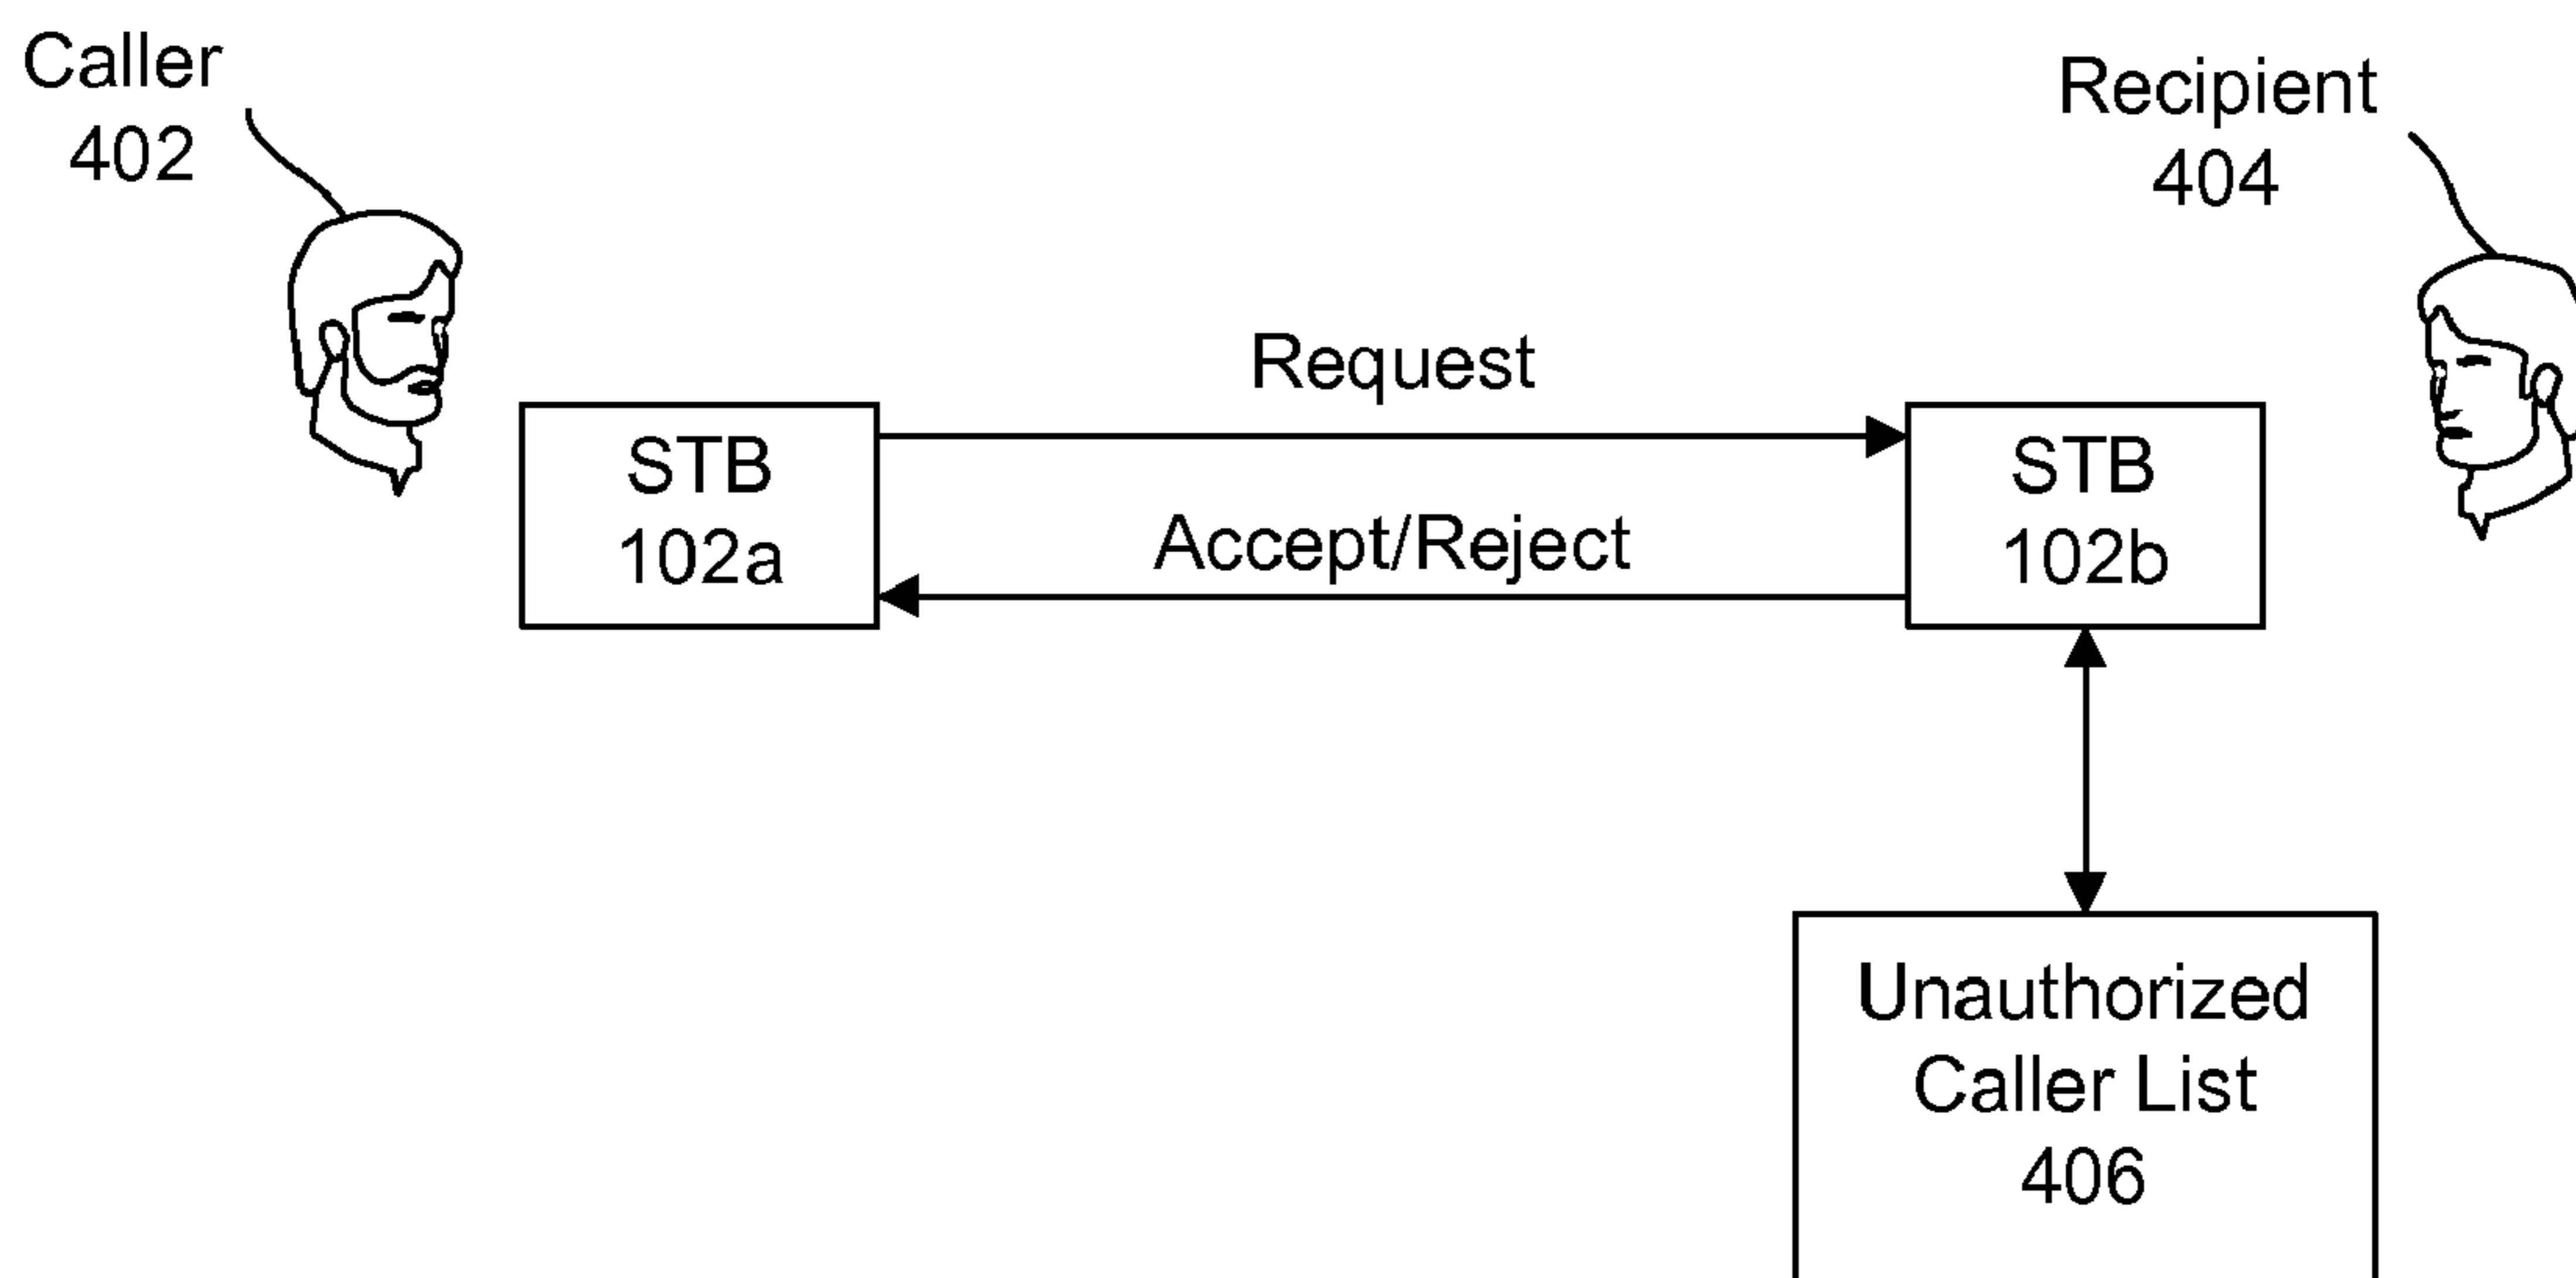 Caller
402
Recipient
404
Request
STB
102a
Accept/Reject
STB
102b
Unauthorized
Caller List
406